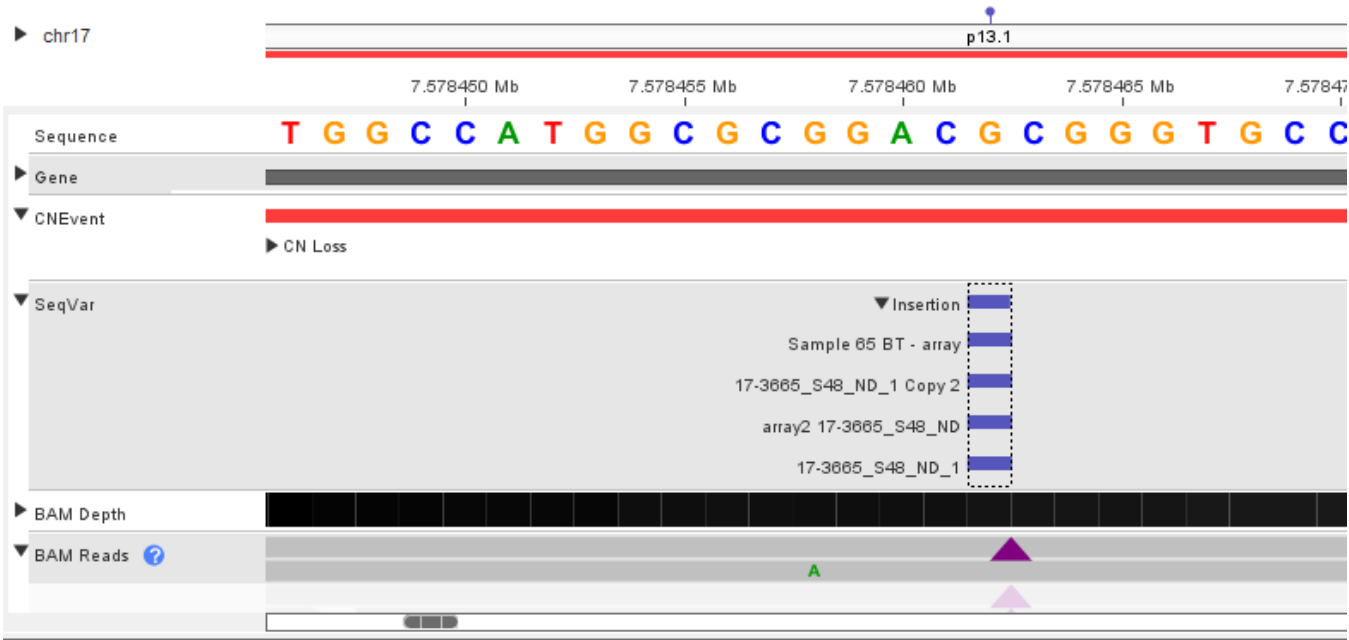 chr17
p13.1
7.578450 Mb 7.578455 Mb 7.578460 Mb 7.578465 Mb 7.57847
Sequence T G G C C A T G G C G C G G A C G C G G G T G C C
Gene
CNEvent
CN Loss
SeqVar Insertion
Sample 65 BT - array
17-3665_S48_ND_1 Copy 2
array2 17-3665_S48_ND
17-3665_S48_ND_1
BAM Depth
BAM Reads ?
A